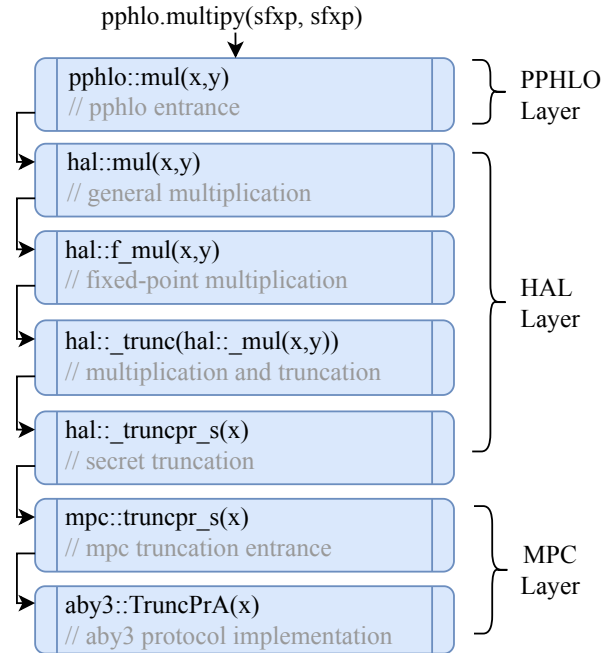 pphlo.multipy(sfxp, sfxp)
pphlo::mul(x,y)
// pphlo entrance
PPHLO
Layer
hal::mul(x,y)
// general multiplication
hal::f_mul(x,y)
// fixed-point multiplication
HAL
Layer
hal::_trunc(hal::_mul(x,y))
// multiplication and truncation
hal::_truncpr_s(x)
// secret truncation
mpc::truncpr_s(x)
// mpc truncation entrance
MPC
Layer
aby3::TruncPrA(x)
// aby3 protocol implementation